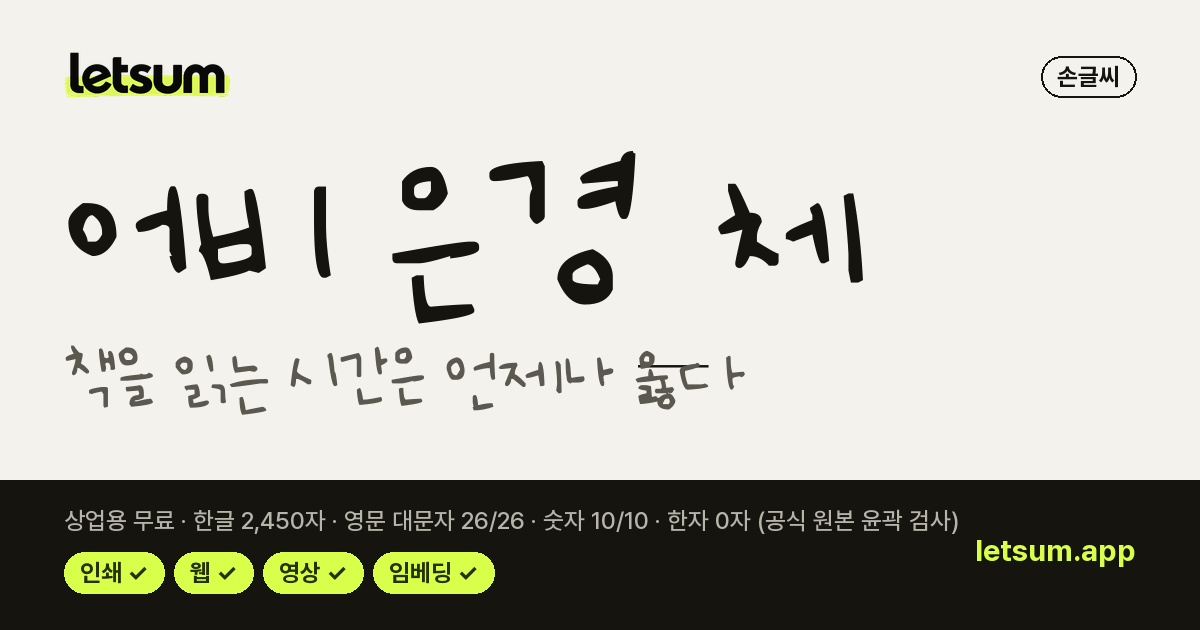 letsum
손글씨
어비 은경 체
책을 읽는 시간은 언제나 옳다
상업용 무료 · 한글 2,450자 · 영문 대문자 26/26 · 숫자 10/10 · 한자 0자 (공식 원본 윤곽 검사)
인쇄 ✓ 웹 ✓ 영상 ✓ 임베딩 ✓
letsum.app